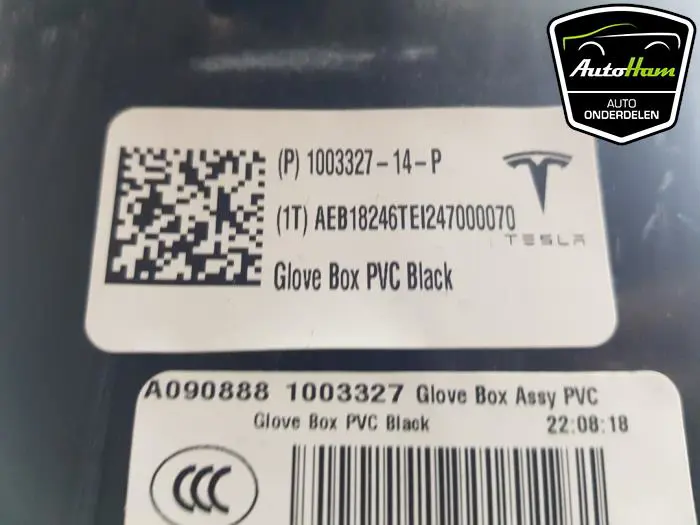 AutoHam
AUTO
ONDERDELEN
(P) 1003327-14-P
(1T) AEB18246TEI247000070
TESLA
Glove Box PVC Black
A090888 1003327 Glove Box Assy PVC
Glove Box PVC Black 22:08:18
CCC